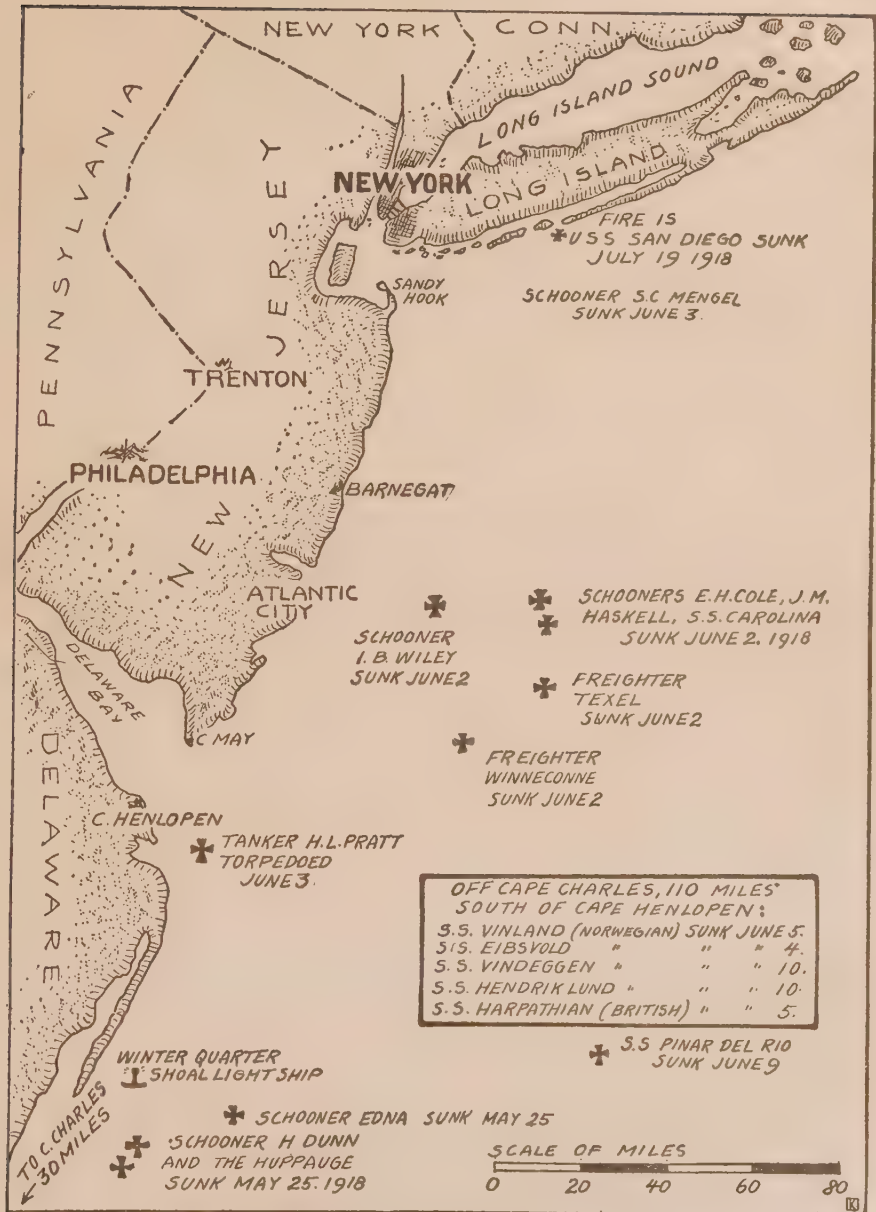 NEW YORK
CONN.
PENNSYLVANIA
LONG ISLAND SOUND
NEW JERSEY
NEW YORK
LONG ISLAND
FIRE IS
USS SAN DIEGO SUNK
JULY 19 1918
SANDY
HOOK
SCHOONER S.C MENGEL
SUNK JUNE 3.
TRENTON
PHILADELPHIA
BARNEGAT
ATLANTIC
CITY
SCHOONER
I. B. WILEY
SUNK JUNE 2
SCHOONERS E.H.COLE, J.M.
HASKELL, S.S. CAROLINA
SUNK JUNE 2. 1918
DELAWARE
BAY
FREIGHTER
TEXEL
SUNK JUNE 2
C MAY
FREIGHTER
WINNECONNE
SUNK JUNE 2
DELAWARE
C. HENLOPEN
TANKER H.L. PRATT
TORPEDOED
JUNE 3.
OFF CAPE CHARLES, 110 MILES
SOUTH OF CAPE HENLOPEN:
S.S. VINLAND (NORWEGIAN) SUNK JUNE 5.
S.S. EIBSVOLD " " " 4.
S.S. VINDEGGEN " " " 10.
S.S. HENDRIK LUND " " " 10.
S.S. HARPATHIAN (BRITISH) " " 5.
S.S PINAR DEL RIO
SUNK JUNE 9
WINTER QUARTER
SHOAL LIGHT SHIP
SCHOONER EDNA SUNK MAY 25
SCHOONER H DUNN
AND THE HUPPAUGE
SUNK MAY 25. 1918
TO C. CHARLES
30 MILES
SCALE OF MILES
0 20 40 60 80
K